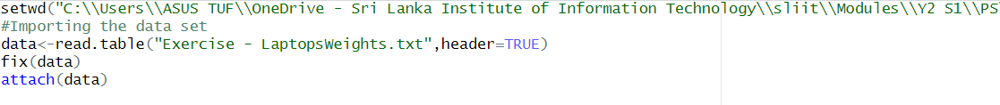 setwd("C:\\Users\\ASUS TUF\\OneDrive - Sri Lanka Institute of Information Technology\\sliit\\Modules\\Y2 S1\\PS
#Importing the data set
data<-read.table("Exercise - LaptopsWeights.txt",header=TRUE)
fix(data)
attach(data)